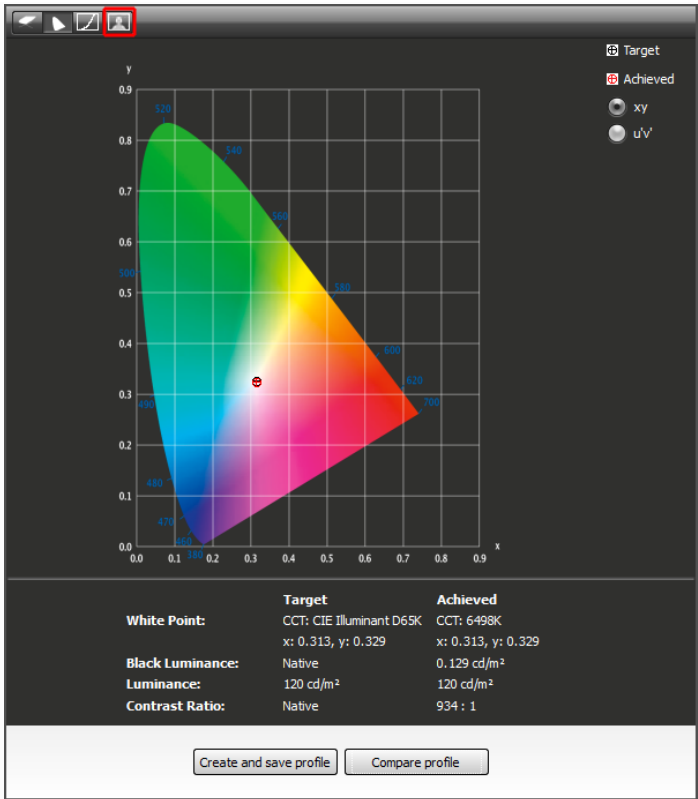 Target
Achieved
xy
u'v'
y
0.9
0.8
0.7
0.6
0.5
0.4
0.3
0.2
0.1
0.0
520
540
560
500
580
600
620
490
700
480
470
460
380
0.0 0.1 0.2 0.3 0.4 0.5 0.6 0.7 0.8 0.9 x
Target Achieved
White Point: CCT: CIE Illuminant D65K CCT: 6498K
x: 0.313, y: 0.329 x: 0.313, y: 0.329
Black Luminance: Native 0.129 cd/m²
Luminance: 120 cd/m² 120 cd/m²
Contrast Ratio: Native 934 : 1
Create and save profile Compare profile